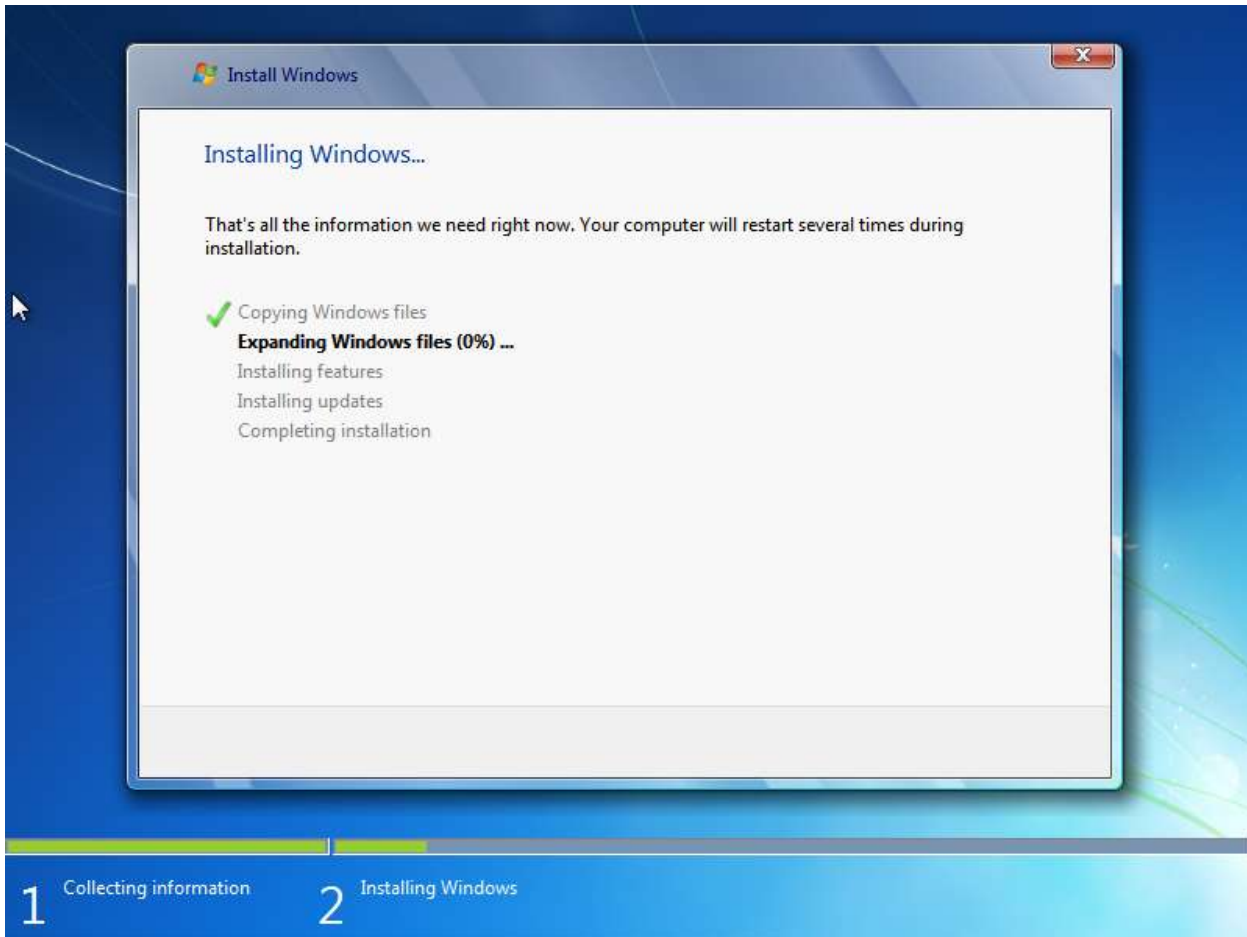 Install Windows
Installing Windows...
That's all the information we need right now. Your computer will restart several times during
installation.
Copying Windows files
Expanding Windows files (0%) ...
Installing features
Installing updates
Completing installation
1 Collecting information
2 Installing Windows